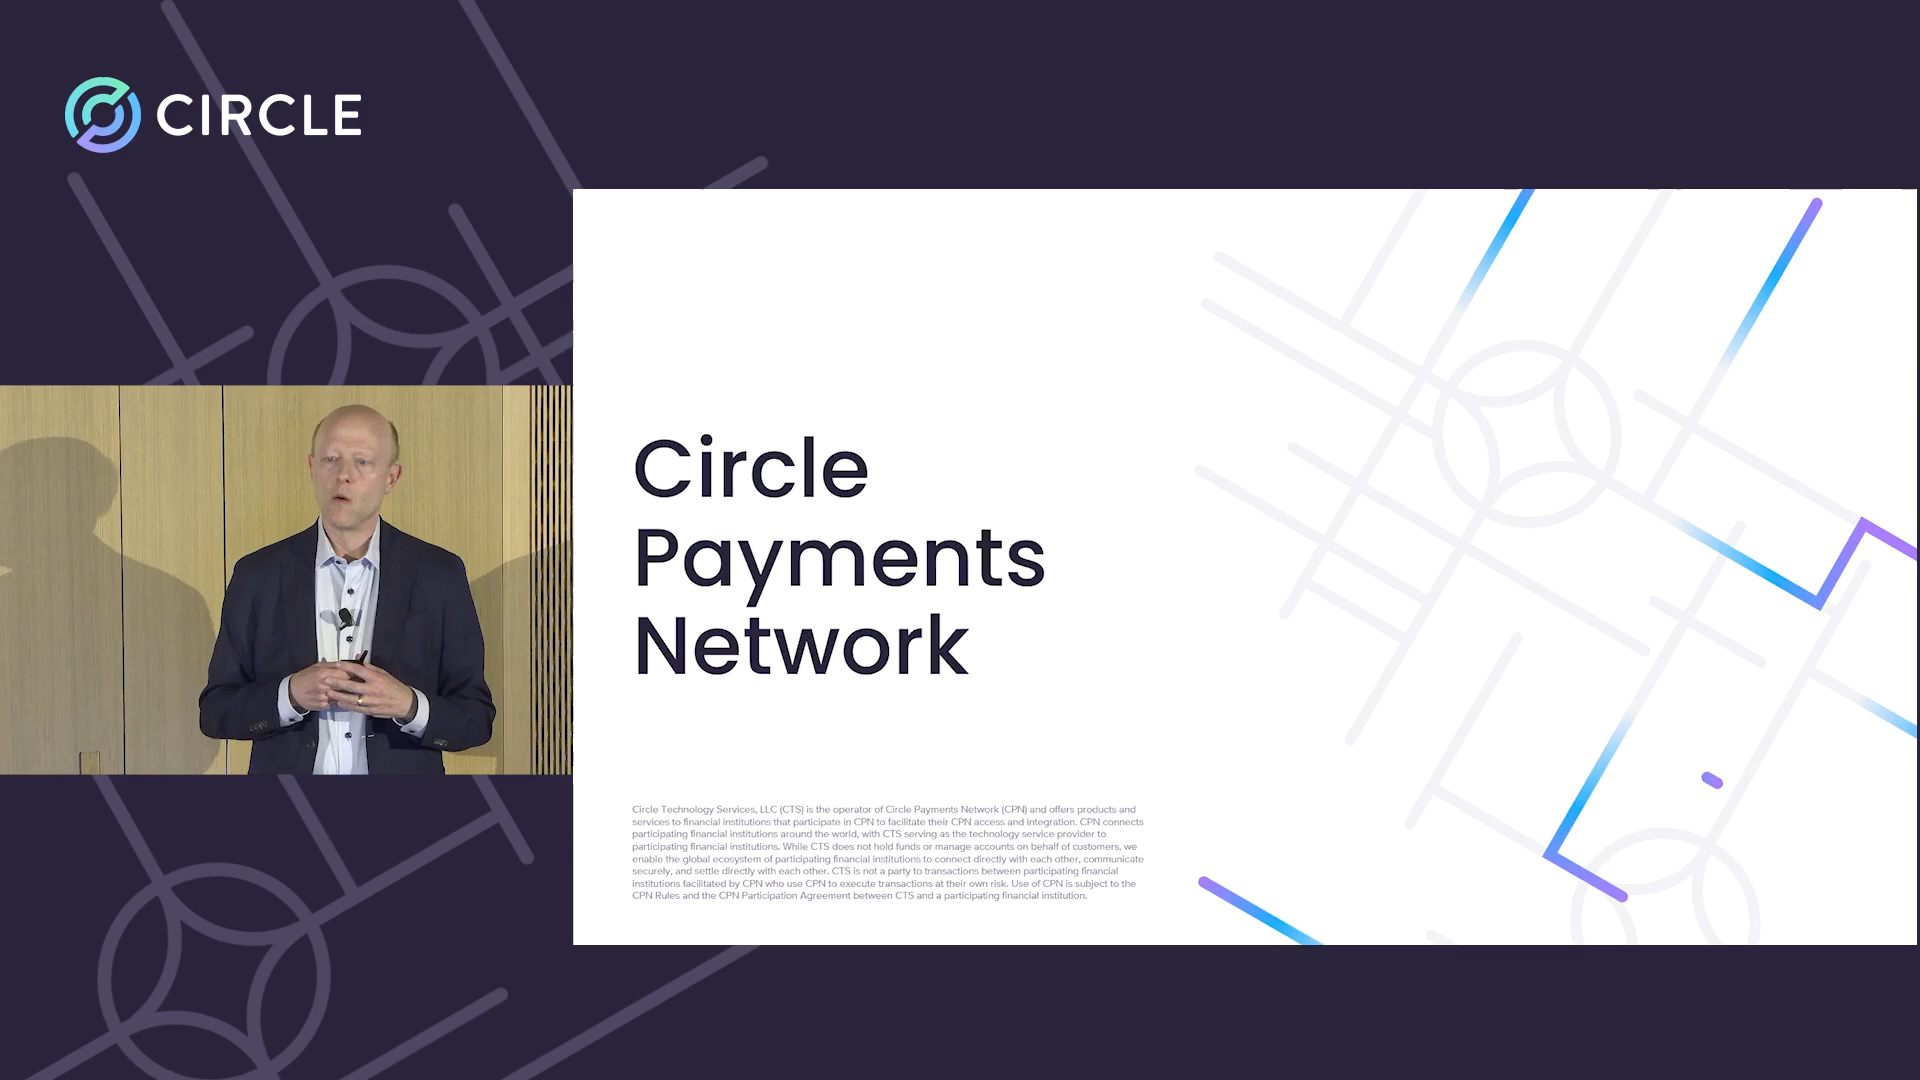 CIRCLE
Circle
Payments
Network
Circle Technology Services, LLC (CTS) is the operator of Circle Payments Network (CPN) and offers products and
services to financial institutions that participate in CPN to facilitate their CPN access and integration. CPN connects
participating financial institutions around the world, with CTS serving as the technology service provider to
participating financial institutions. While CTS does not hold funds or manage accounts on behalf of customers, we
enable the global ecosystem of participating financial institutions to connect directly with each other, communicate
securely, and settle directly with each other. CTS is not a party to transactions between participating financial
institutions facilitated by CPN who use CPN to execute transactions at their own risk. Use of CPN is subject to the
CPN Rules and the CPN Participation Agreement between CTS and a participating financial institution.